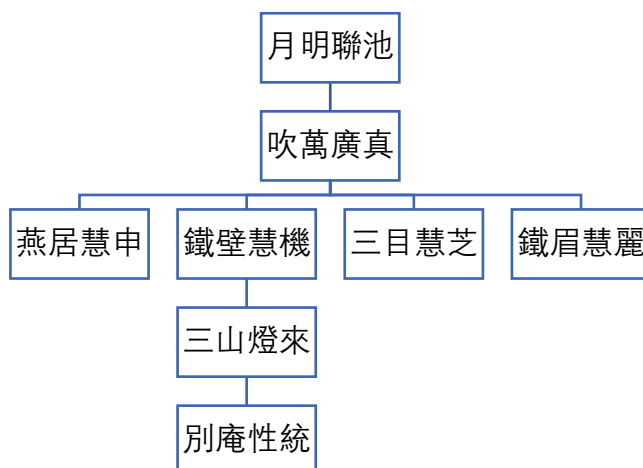 月明聯池
吹萬廣真
燕居慧申
鐵壁慧機
三目慧芝
鐵眉慧麗
三山燈來
別庵性統